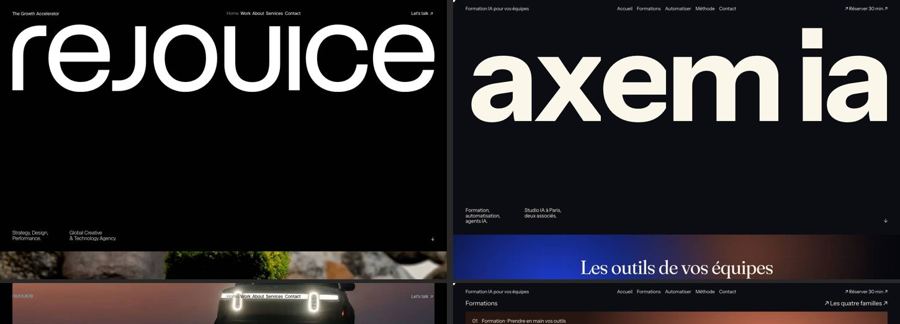 The Growth Accelerator
Home Work About Services Contact
Let's talk ↗
rejouice
Strategy, Design,
Performance.
Global Creative
& Technology Agency
↓
Work About Services Contact
Let's talk ↗
Formation IA pour vos équipes
Accueil Formations Automatiser Méthode Contact
↗ Réserver 30 min. ↗
axem ia
Formation,
automatisation,
agents IA.
Studio IA à Paris,
deux associés.
↓
Les outils de vos équipes
Formation IA pour vos équipes
Accueil Formations Automatiser Méthode Contact
↗ Réserver 30 min. ↗
Formations
↗ Les quatre familles ↗
01 Formation · Prendre en main vos outils